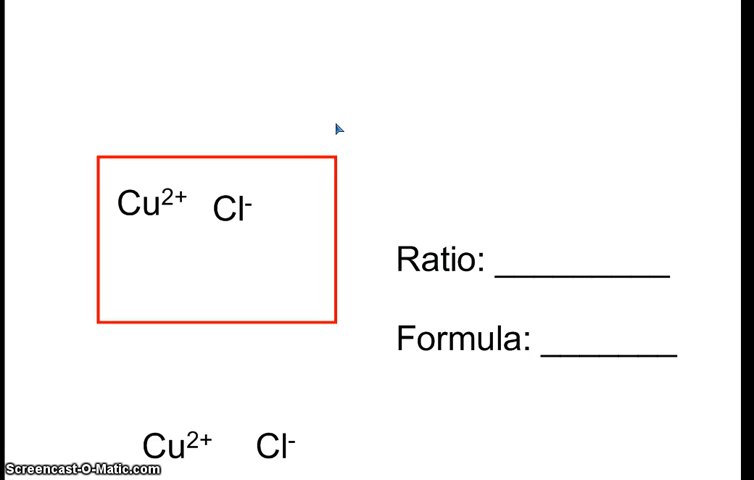 Cu²⁺ Cl⁻
Ratio: _________
Formula: _______
Cu²⁺ Cl⁻
Screencast-O-Matic.com